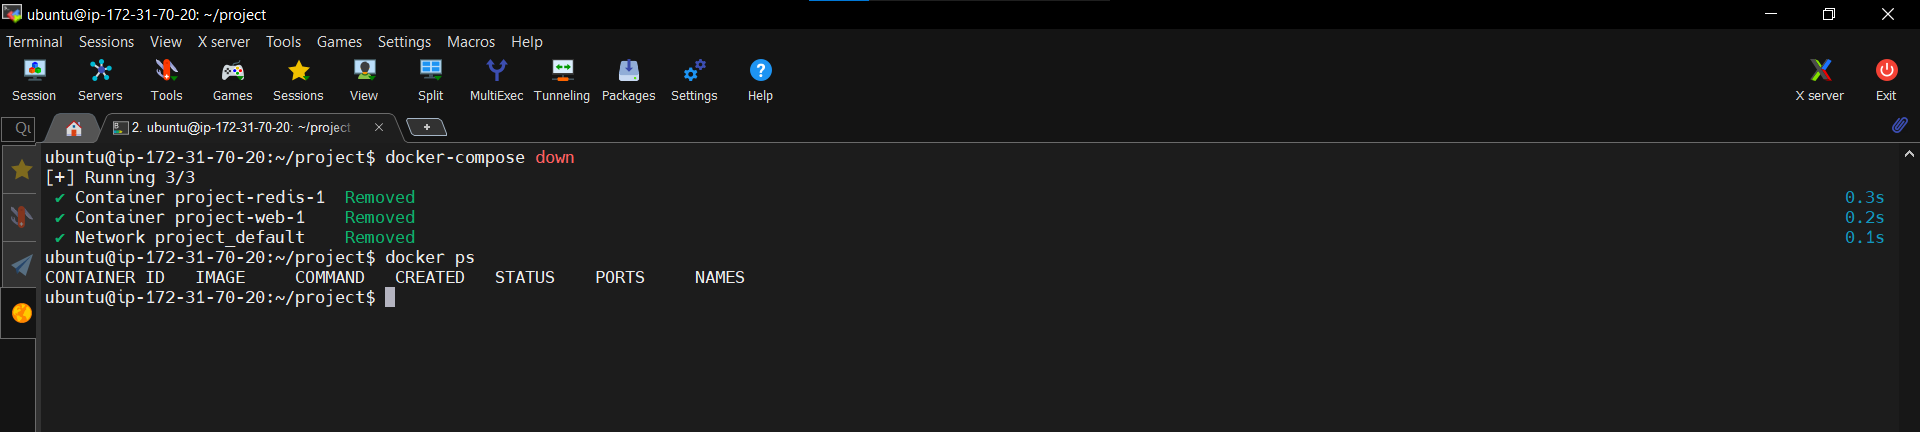 ubuntu@ip-172-31-70-20: ~/project
Terminal Sessions View X server Tools Games Settings Macros Help
Session Servers Tools Games Sessions View Split MultiExec Tunneling Packages Settings Help X server Exit
2. ubuntu@ip-172-31-70-20: ~/project
ubuntu@ip-172-31-70-20:~/project$ docker-compose down
[+] Running 3/3
✔ Container project-redis-1 Removed 0.3s
✔ Container project-web-1 Removed 0.2s
✔ Network project_default Removed 0.1s
ubuntu@ip-172-31-70-20:~/project$ docker ps
CONTAINER ID IMAGE COMMAND CREATED STATUS PORTS NAMES
ubuntu@ip-172-31-70-20:~/project$